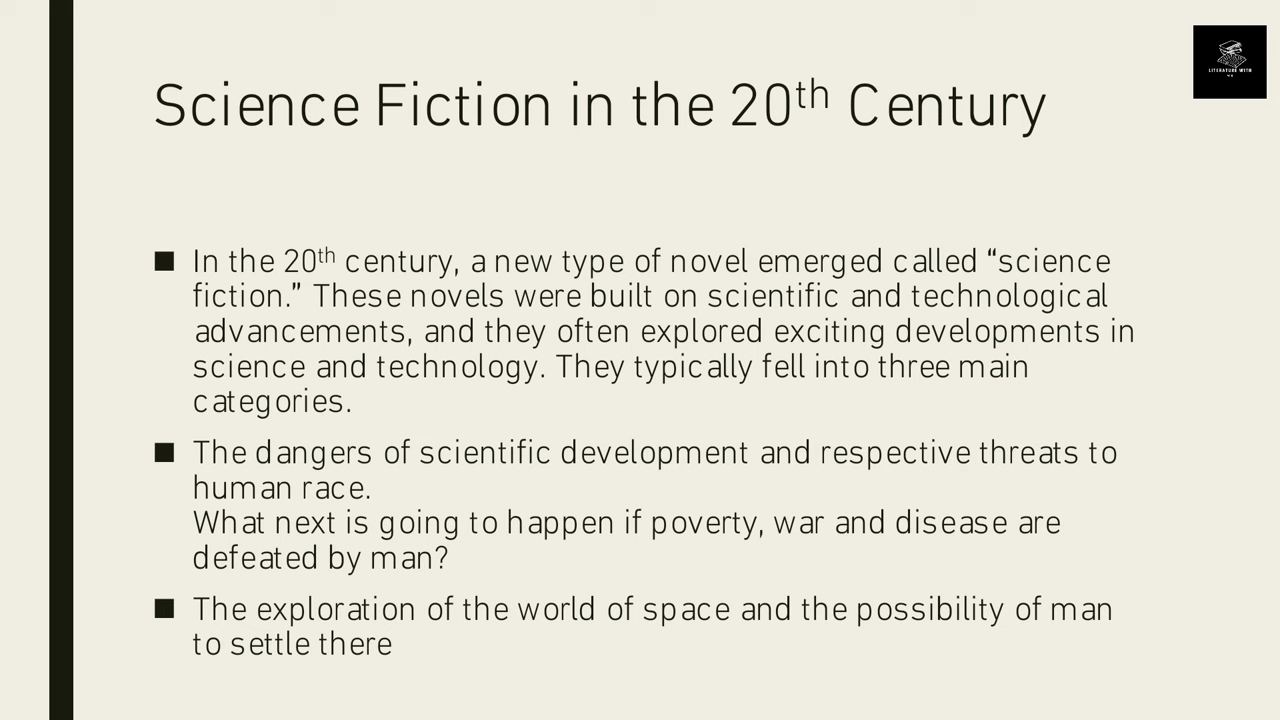 LITERATURE WITH
Science Fiction in the 20th Century
■ In the 20th century, a new type of novel emerged called “science
fiction.” These novels were built on scientific and technological
advancements, and they often explored exciting developments in
science and technology. They typically fell into three main
categories.
■ The dangers of scientific development and respective threats to
human race.
What next is going to happen if poverty, war and disease are
defeated by man?
■ The exploration of the world of space and the possibility of man
to settle there